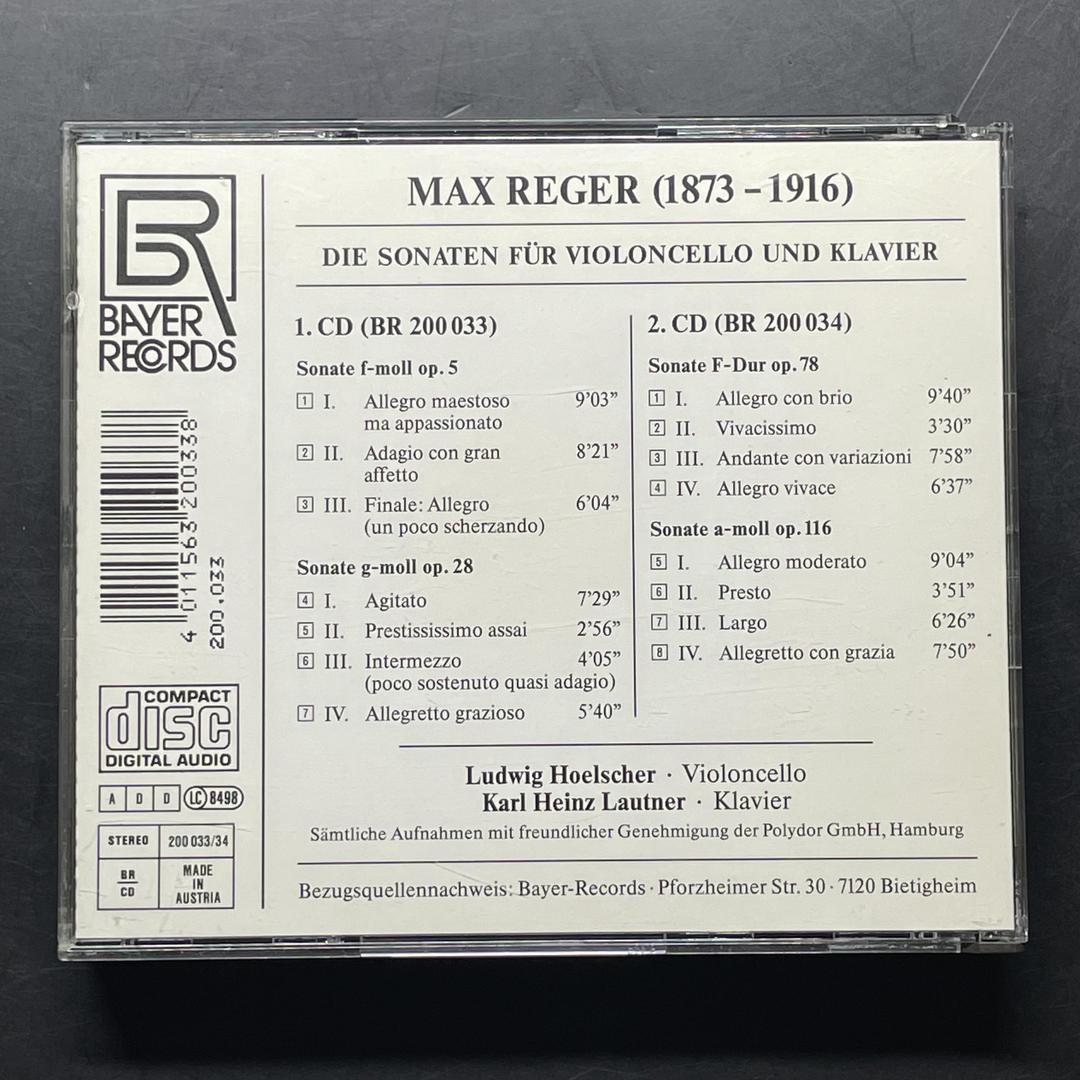 BR
BAYER
RECORDS
4 011563 200338
200.033
COMPACT
disc
DIGITAL AUDIO
A D D LC 8498
STEREO 200 033/34
BR
CD
MADE
IN
AUSTRIA
MAX REGER (1873 – 1916)
DIE SONATEN FÜR VIOLONCELLO UND KLAVIER
1. CD (BR 200 033)
Sonate f-moll op. 5
1 I. Allegro maestoso 9’03”
ma appassionato
2 II. Adagio con gran 8’21”
affetto
3 III. Finale: Allegro 6’04”
(un poco scherzando)
Sonate g-moll op. 28
4 I. Agitato 7’29”
5 II. Prestississimo assai 2’56”
6 III. Intermezzo 4’05”
(poco sostenuto quasi adagio)
7 IV. Allegretto grazioso 5’40”
2. CD (BR 200 034)
Sonate F-Dur op. 78
1 I. Allegro con brio 9’40”
2 II. Vivacissimo 3’30”
3 III. Andante con variazioni 7’58”
4 IV. Allegro vivace 6’37”
Sonate a-moll op. 116
5 I. Allegro moderato 9’04”
6 II. Presto 3’51”
7 III. Largo 6’26”
8 IV. Allegretto con grazia 7’50”
Ludwig Hoelscher · Violoncello
Karl Heinz Lautner · Klavier
Sämtliche Aufnahmen mit freundlicher Genehmigung der Polydor GmbH, Hamburg
Bezugsquellennachweis: Bayer-Records · Pforzheimer Str. 30 · 7120 Bietigheim